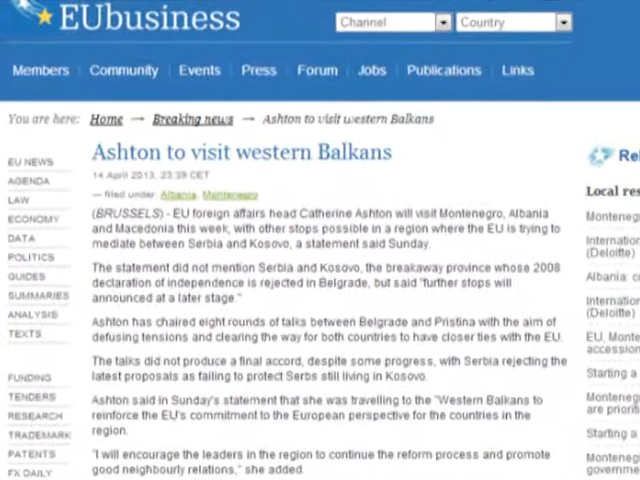 EUbusiness
Channel
Country
Members
Community
Events
Press
Forum
Jobs
Publications
Links
You are here: Home → Breaking news → Ashton to visit western Balkans
EU NEWS
AGENDA
LAW
ECONOMY
DATA
POLITICS
GUIDES
SUMMARIES
ANALYSIS
TEXTS
FUNDING
TENDERS
RESEARCH
TRADEMARK
PATENTS
FX DAILY
Ashton to visit western Balkans
14 April 2013, 23:39 CET
— filed under: Albania, Montenegro
(BRUSSELS) - EU foreign affairs head Catherine Ashton will visit Montenegro, Albania
and Macedonia this week, with other stops possible in a region where the EU is trying to
mediate between Serbia and Kosovo, a statement said Sunday.
The statement did not mention Serbia and Kosovo, the breakaway province whose 2008
declaration of independence is rejected in Belgrade, but said "further stops will
announced at a later stage."
Ashton has chaired eight rounds of talks between Belgrade and Pristina with the aim of
defusing tensions and clearing the way for both countries to have closer ties with the EU.
The talks did not produce a final accord, despite some progress, with Serbia rejecting the
latest proposals as failing to protect Serbs still living in Kosovo.
Ashton said in Sunday's statement that she was travelling to the "Western Balkans to
reinforce the EU's commitment to the European perspective for the countries in the
region.
"I will encourage the leaders in the region to continue the reform process and promote
good neighbourly relations," she added.
Rel
Local res
Montenegr
Internation
(Deloitte)
Albania: c
Internation
(Deloitte)
EU, Monte
accession
Starting a
Montenegr
are prioriti
Starting a
Montenegr
governme